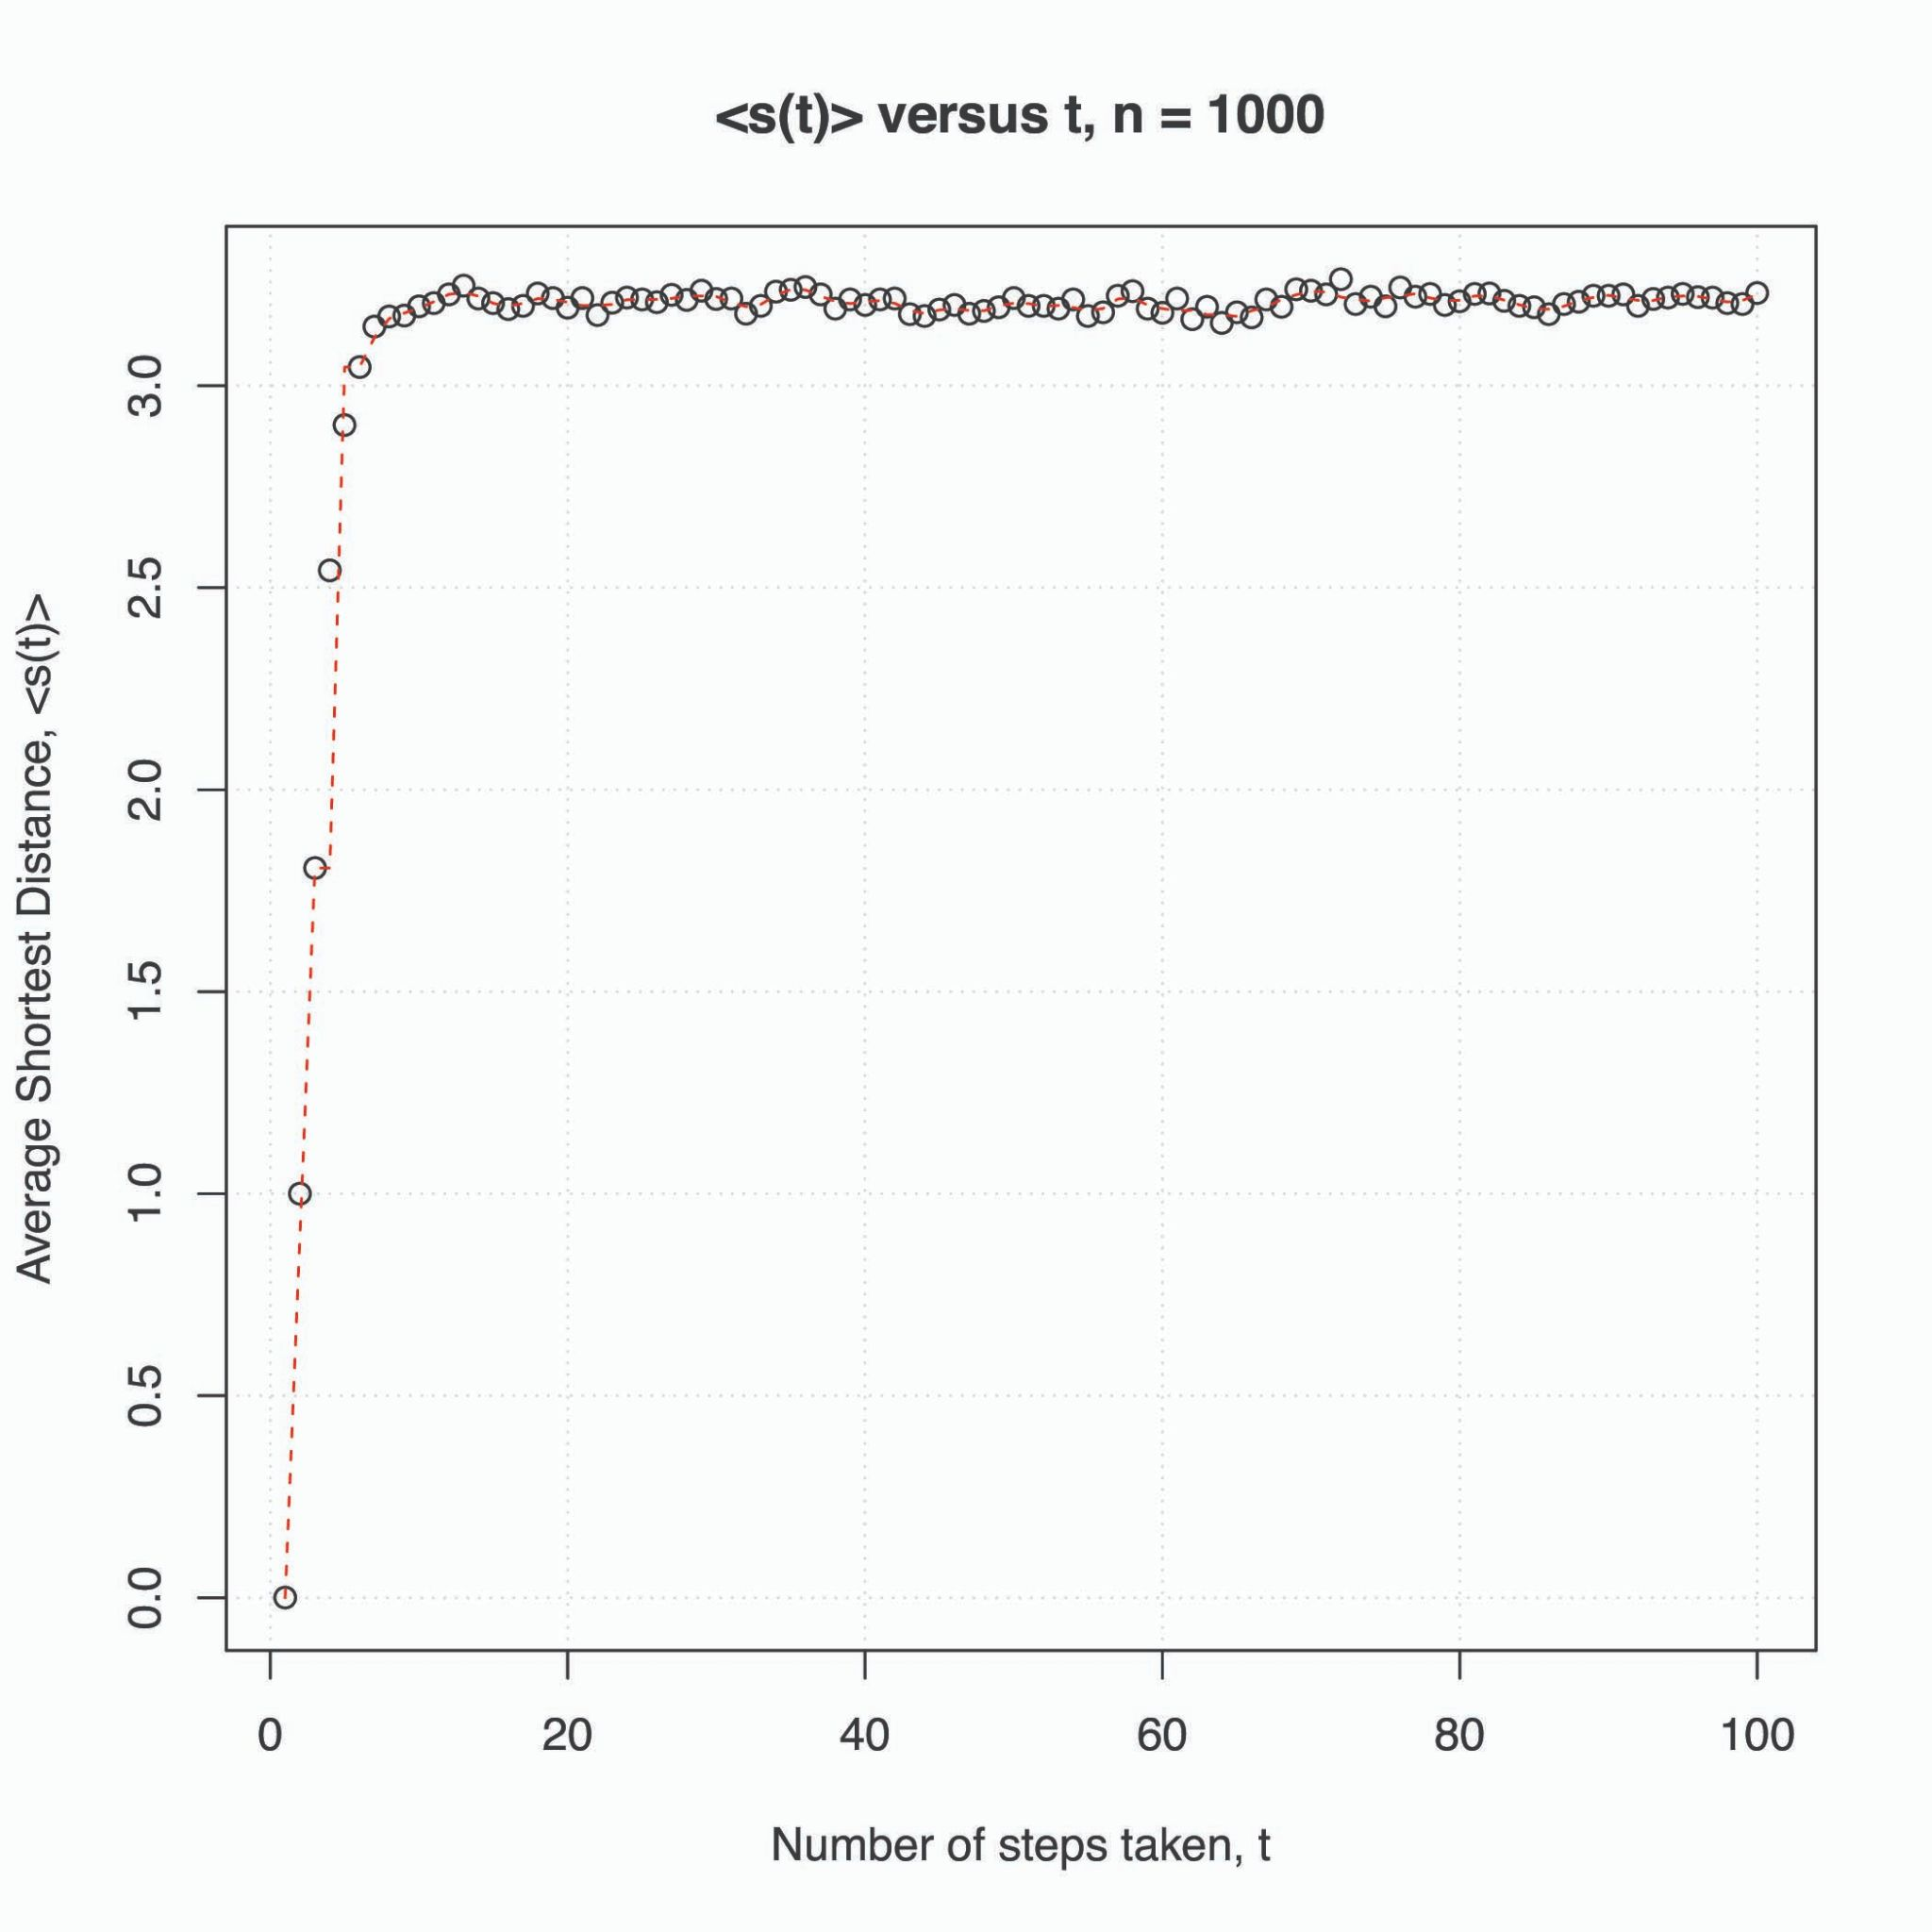 <s(t)> versus t, n = 1000
Average Shortest Distance, <s(t)>
3.0
2.5
2.0
1.5
1.0
0.5
0.0
0 20 40 60 80 100
Number of steps taken, t